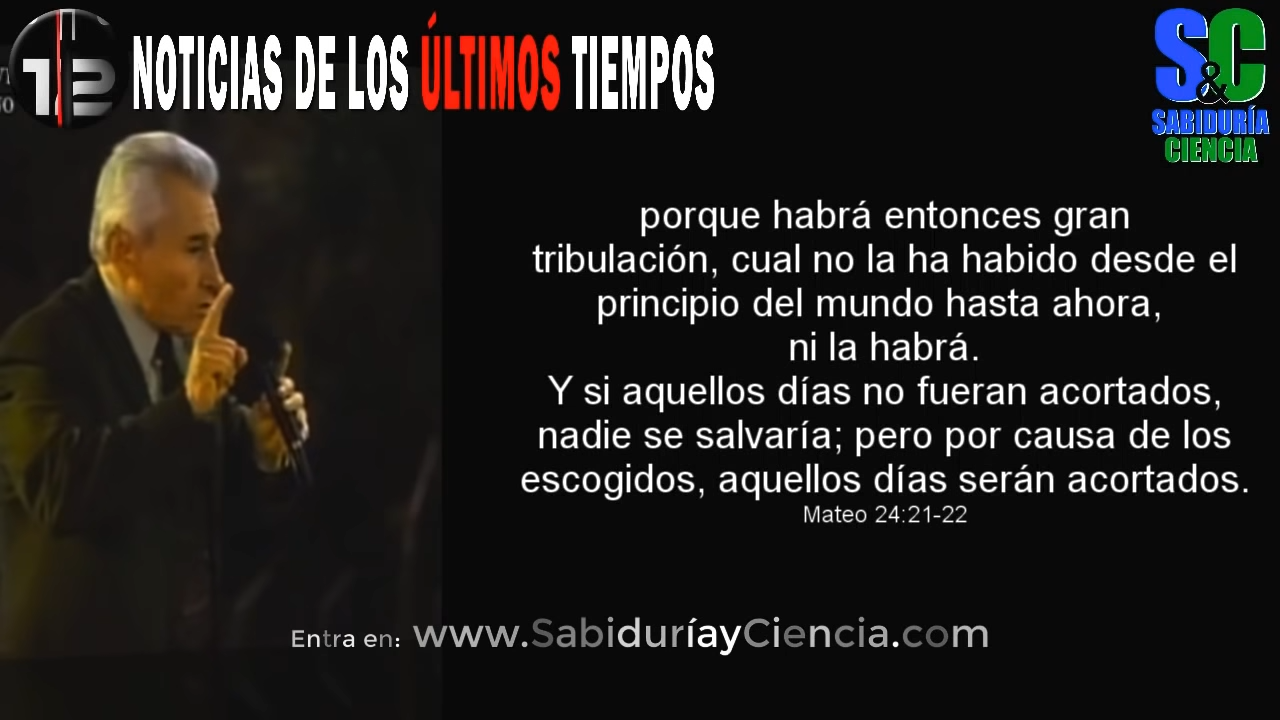 12
NOTICIAS DE LOS ÚLTIMOS TIEMPOS
S&C
SABIDURÍA
CIENCIA
porque habrá entonces gran
tribulación, cual no la ha habido desde el
principio del mundo hasta ahora,
ni la habrá.
Y si aquellos días no fueran acortados,
nadie se salvaría; pero por causa de los
escogidos, aquellos días serán acortados.
Mateo 24:21-22
Entra en: www.SabiduríayCiencia.com